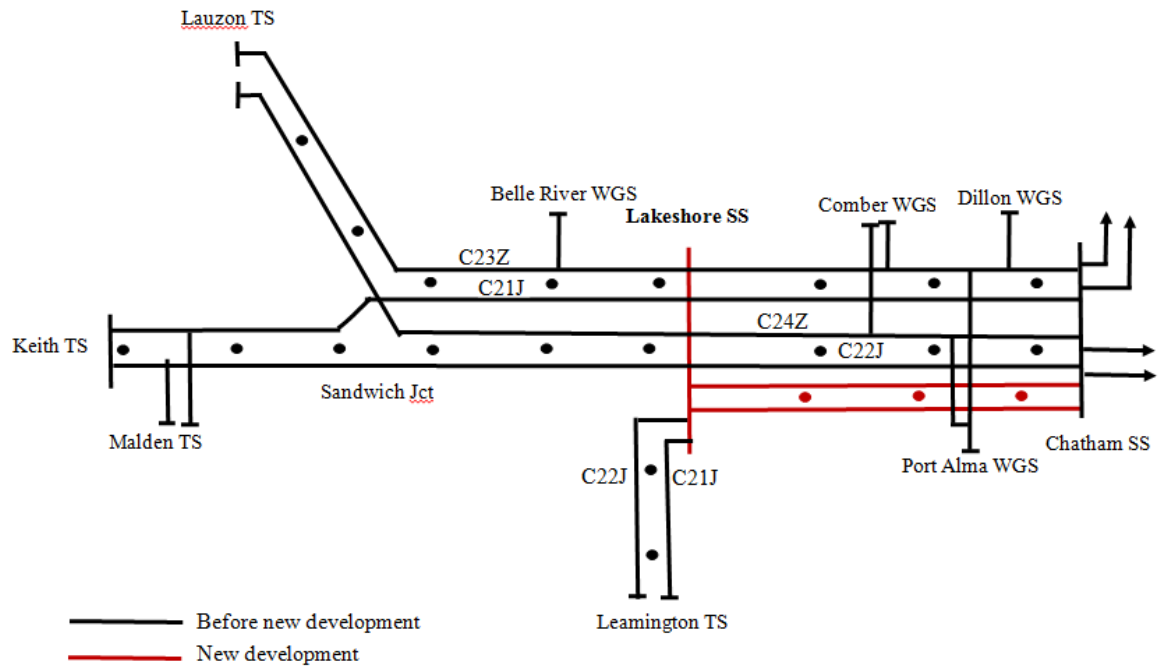 Lauzon TS
Belle River WGS
Lakeshore SS
Comber WGS
Dillon WGS
C23Z
C21J
C24Z
Keith TS
C22J
Sandwich Jct
Malden TS
Chatham SS
Port Alma WGS
C22J
C21J
Leamington TS
Before new development
New development